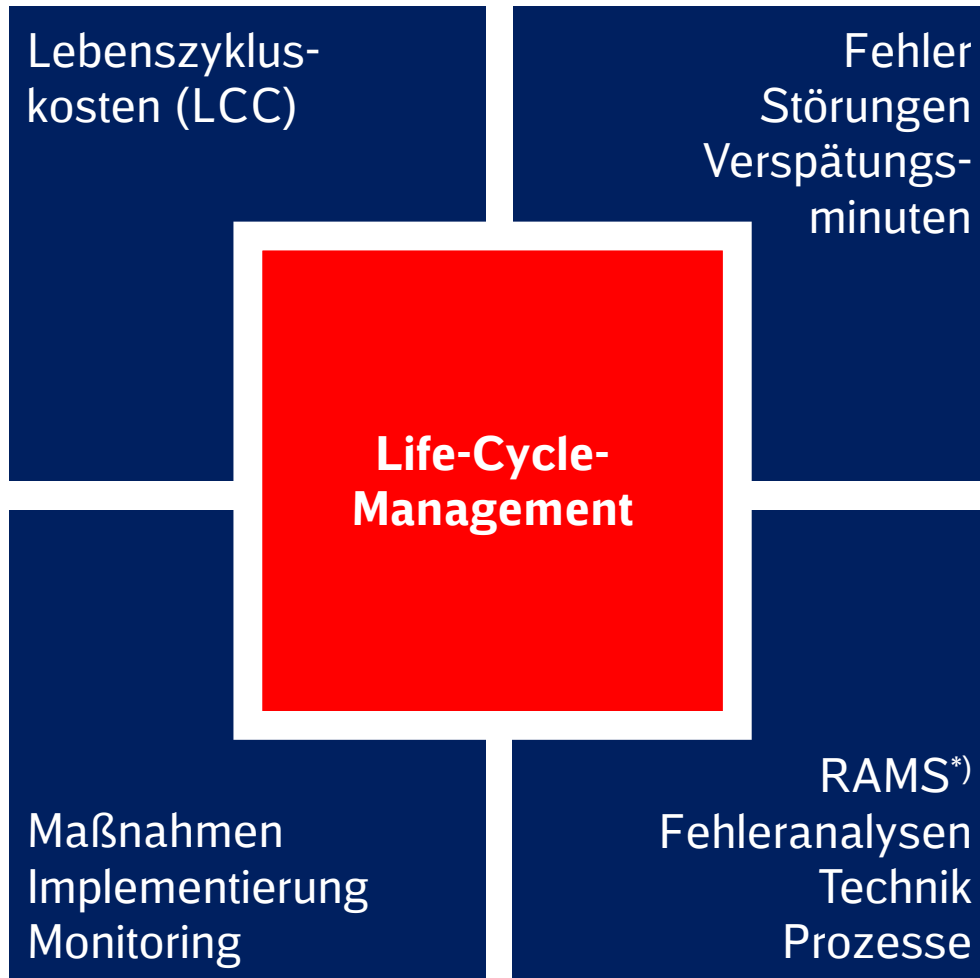 Lebenszyklus-
kosten (LCC)
Fehler
Störungen
Verspätungs-
minuten
Life-Cycle-
Management
Maßnahmen
Implementierung
Monitoring
RAMS*)
Fehleranalysen
Technik
Prozesse